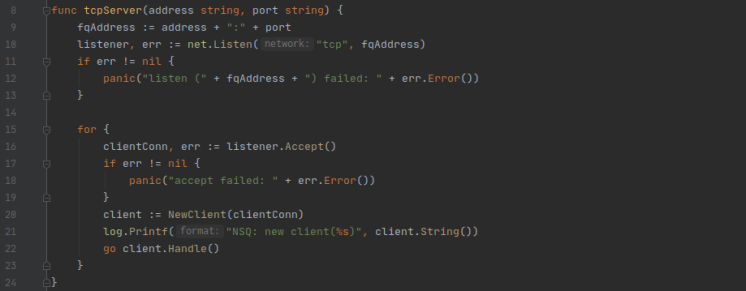 8 func tcpServer(address string, port string) {
9 fqAddress := address + ":" + port
10 listener, err := net.Listen( network: "tcp", fqAddress)
11 if err != nil {
12 panic("listen (" + fqAddress + ") failed: " + err.Error())
13 }
14
15 for {
16 clientConn, err := listener.Accept()
17 if err != nil {
18 panic("accept failed: " + err.Error())
19 }
20 client := NewClient(clientConn)
21 log.Printf( format: "NSQ: new client(%s)", client.String())
22 go client.Handle()
23 }
24 }